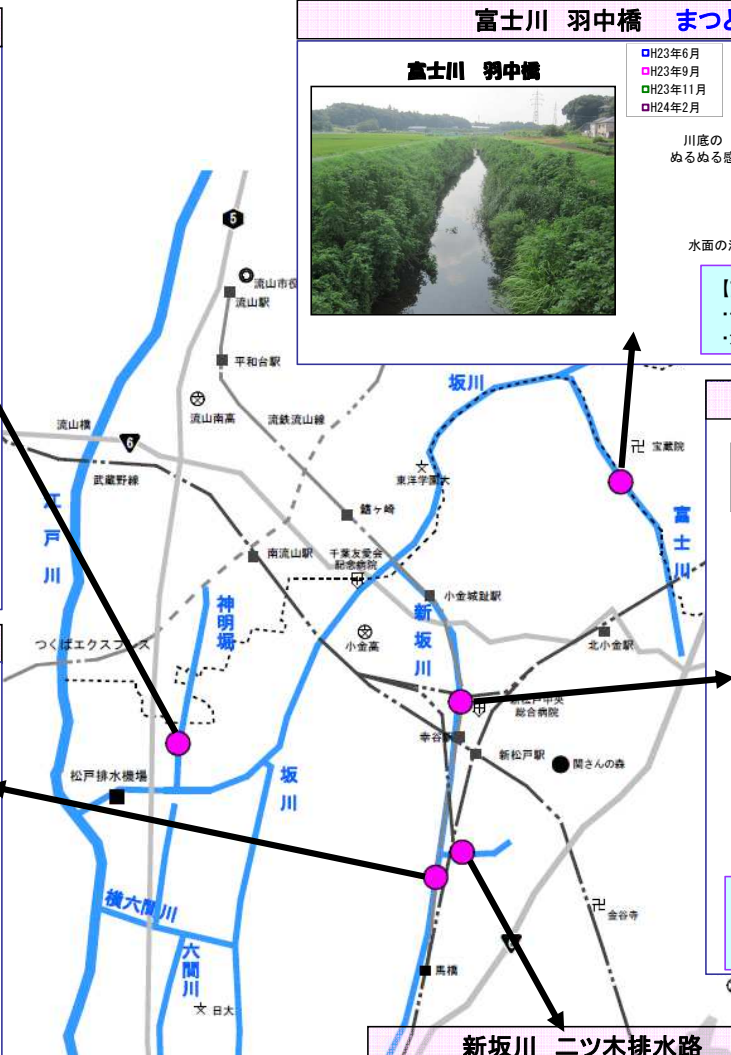 富士川 羽中橋 まつど
富士川 羽中橋
H23年6月
H23年9月
H23年11月
H24年2月
川底の
ぬるぬる感
水面の
【
5
流山市役
流山駅
平和台駅
流山南高
流鉄流山線
流山橋
6
武蔵野線
坂川
宝蔵院
東洋学園大
鰭ヶ崎
富士川
江戸川
南流山駅
千葉友愛会
記念病院
小金城趾駅
神明堀
新坂川
小金高
北小金駅
つくばエクスプレス
新松戸中央
総合病院
幸谷駅
新松戸駅
関さんの森
松戸排水機場
坂川
横六間川
六間川
金谷寺
6
馬橋
日大
新坂川 二ツ木排水路